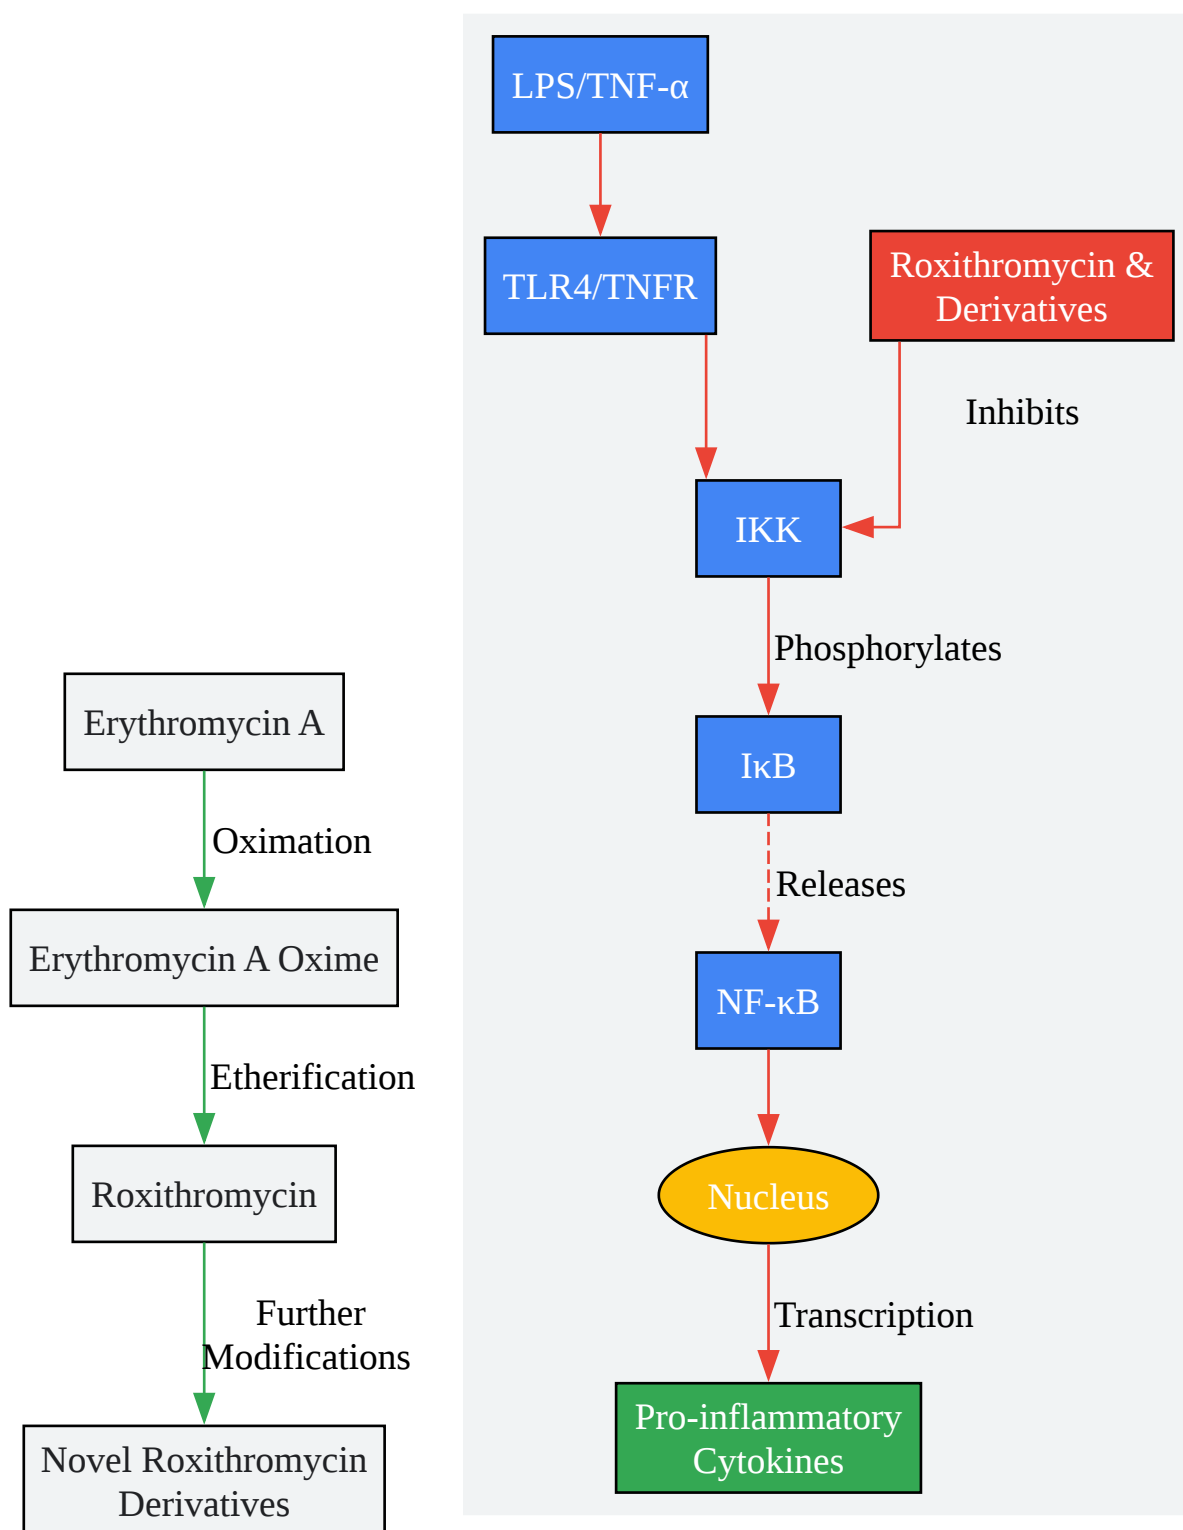 LPS/TNF-α
TLR4/TNFR
Roxithromycin &
Derivatives
Inhibits
IKK
Phosphorylates
IκB
Releases
NF-κB
Nucleus
Transcription
Pro-inflammatory
Cytokines
Erythromycin A
Oximation
Erythromycin A Oxime
Etherification
Roxithromycin
Further
Modifications
Novel Roxithromycin
Derivatives